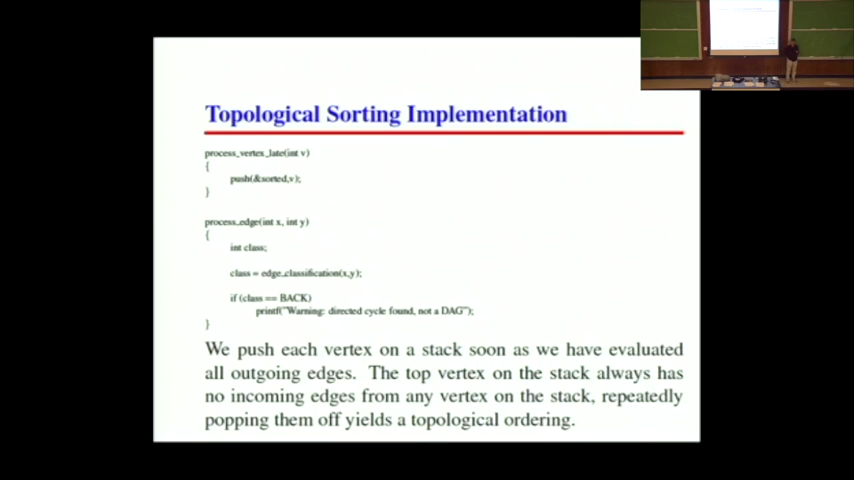 Topological Sorting Implementation
process_vertex_late(int v)
{
push(&sorted,v);
}
process_edge(int x, int y)
{
int class;
class = edge_classification(x,y);
if (class == BACK)
printf("Warning: directed cycle found, not a DAG");
}
We push each vertex on a stack soon as we have evaluated
all outgoing edges. The top vertex on the stack always has
no incoming edges from any vertex on the stack, repeatedly
popping them off yields a topological ordering.